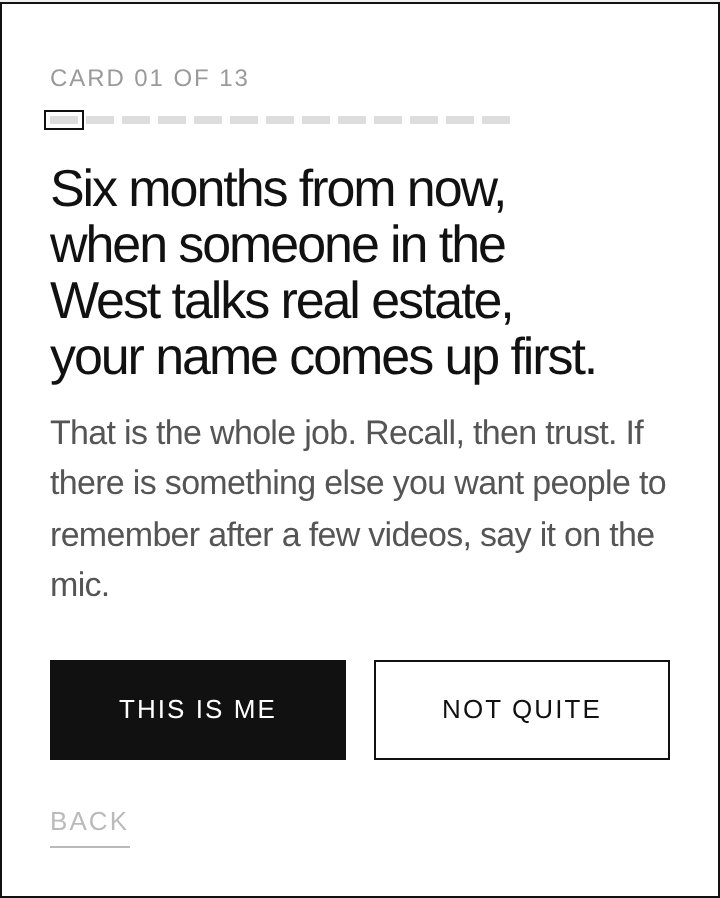 CARD 01 OF 13
Six months from now,
when someone in the
West talks real estate,
your name comes up first.
That is the whole job. Recall, then trust. If
there is something else you want people to
remember after a few videos, say it on the
mic.
THIS IS ME
NOT QUITE
BACK